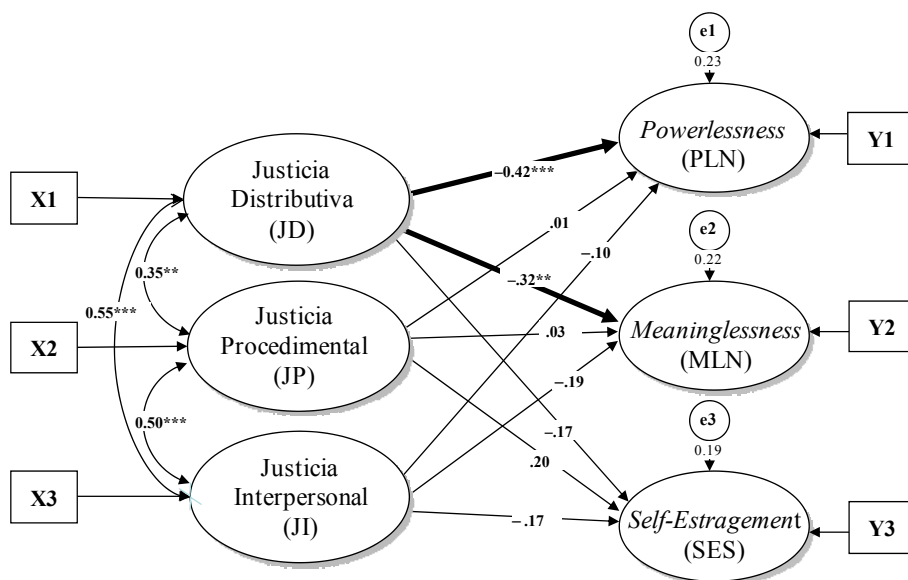 e1
0.23
Powerlessness
(PLN)
Y1
Justicia
Distributiva
(JD)
X1
–0.42***
.01
–.10
e2
0.22
0.35**
–.32**
0.55***
Justicia
Procedimental
(JP)
X2
.03
Meaninglessness
(MLN)
Y2
–.19
0.50***
–.17
.20
e3
0.19
Justicia
Interpersonal
(JI)
X3
–.17
Self-Estragement
(SES)
Y3